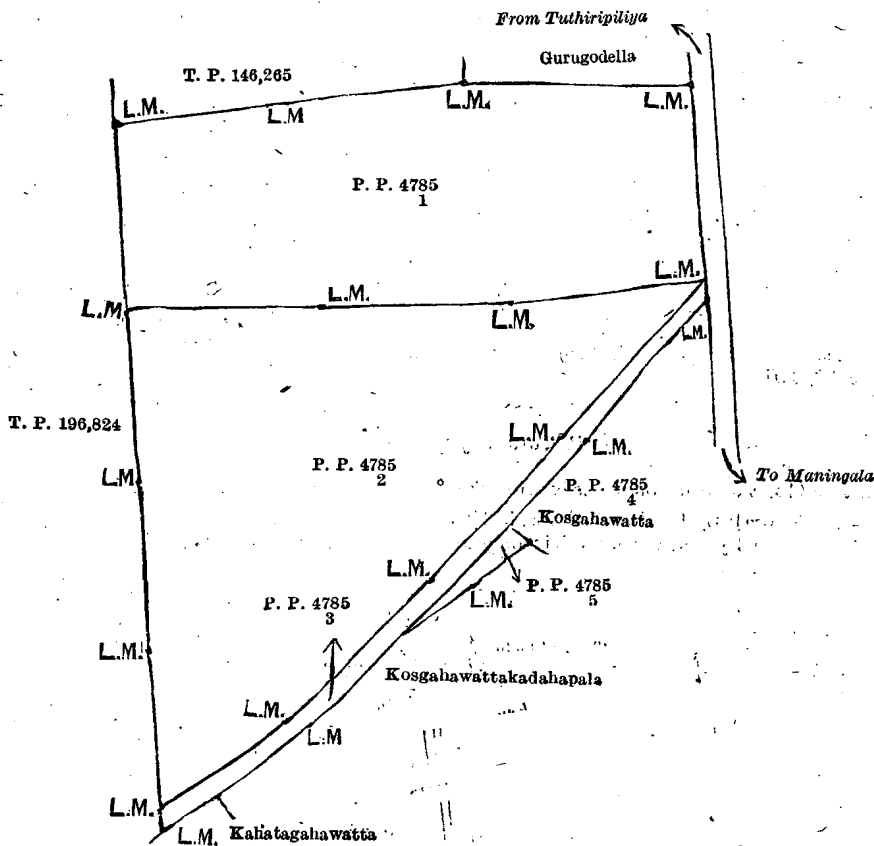 From Tuthiripiliya
Gurugodella
T. P. 146,265
L.M.
L.M
L.M.
L.M.
P. P. 4785
1
L.M.
L.M
L.M.
L.M.
L.M.
T. P. 196,824
L.M.
L.M.
L.M
P. P. 4785
2
P. P. 4785
4
To Maningala
Kosgahawatta
L.M.
P. P. 4785
5
L.M.
P. P. 4785
3
L.M.
Kosgahawattakadahapala
L.M.
L.M
L.M.
L.M.
Kahatagahawatta